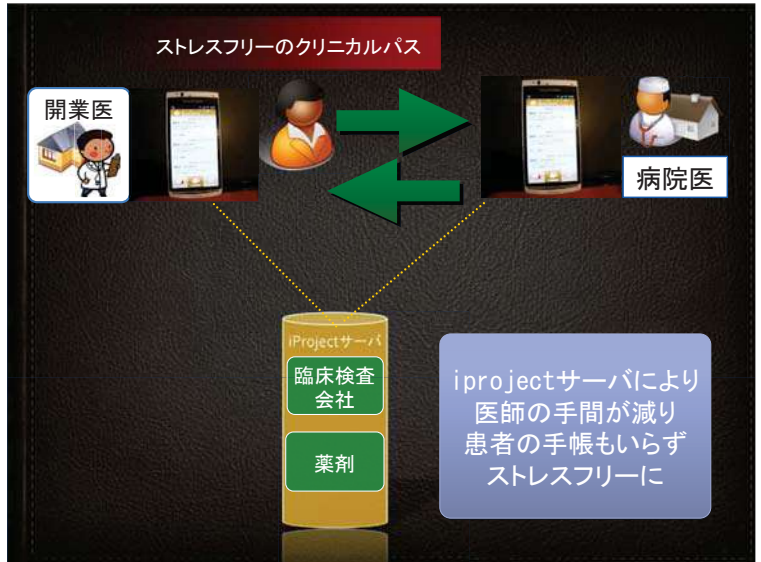 ストレスフリーのクリニカルパス
開業医
病院医
iProjectサーバ
臨床検査
会社
薬剤
iprojectサーバにより
医師の手間が減り
患者の手帳もいらず
ストレスフリーに